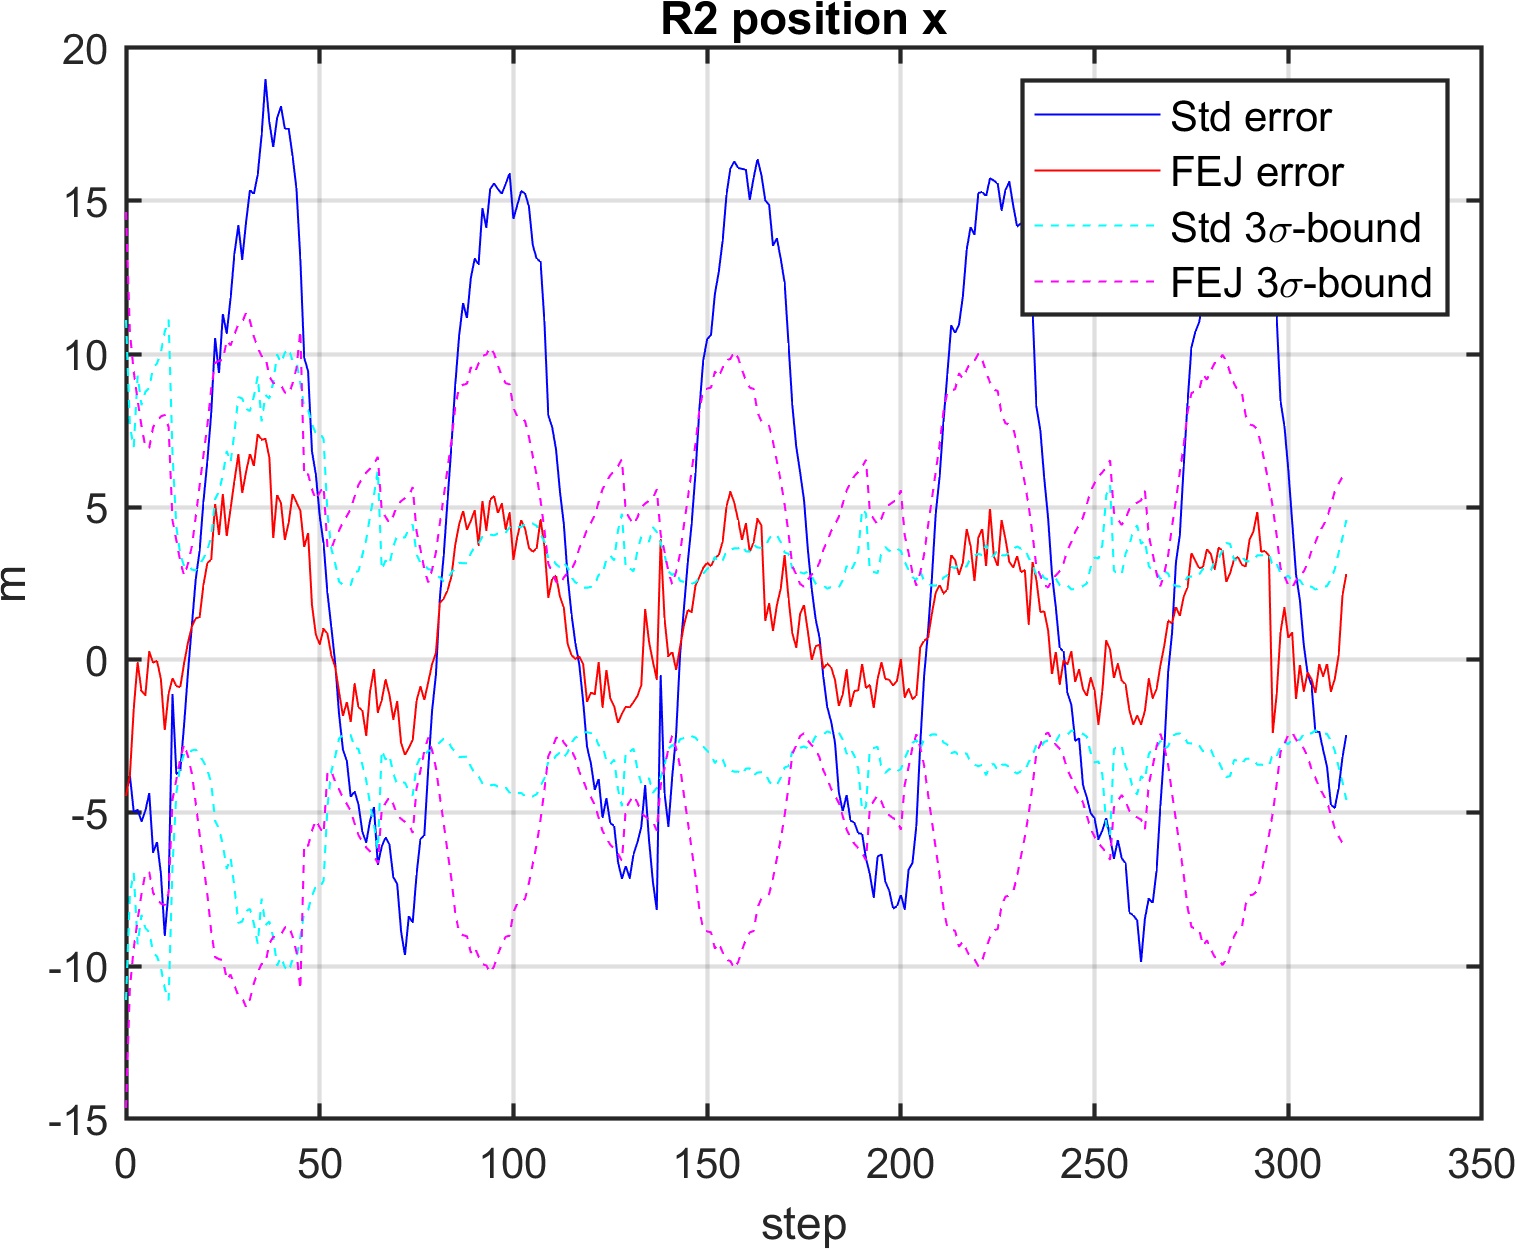 R2 position x
20
15
10
5
0
-5
-10
-15
m
Std error
FEJ error
Std 3σ-bound
FEJ 3σ-bound
0 50 100 150 200 250 300 350
step